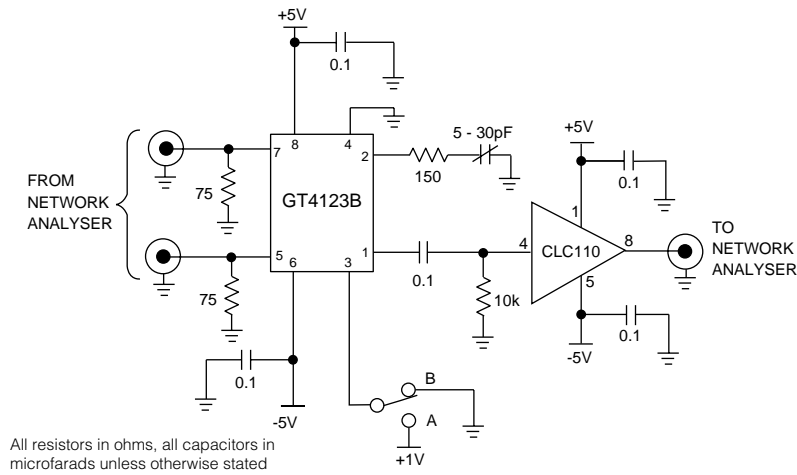 +5V
0.1
5 - 30pF
8
4
7
2
150
FROM
NETWORK
ANALYSER
75
GT4123B
+5V
0.1
1
4
CLC110
8
TO
NETWORK
ANALYSER
5
6
3
1
0.1
10k
5
75
0.1
-5V
0.1
-5V
B
A
+1V
All resistors in ohms, all capacitors in
microfarads unless otherwise stated